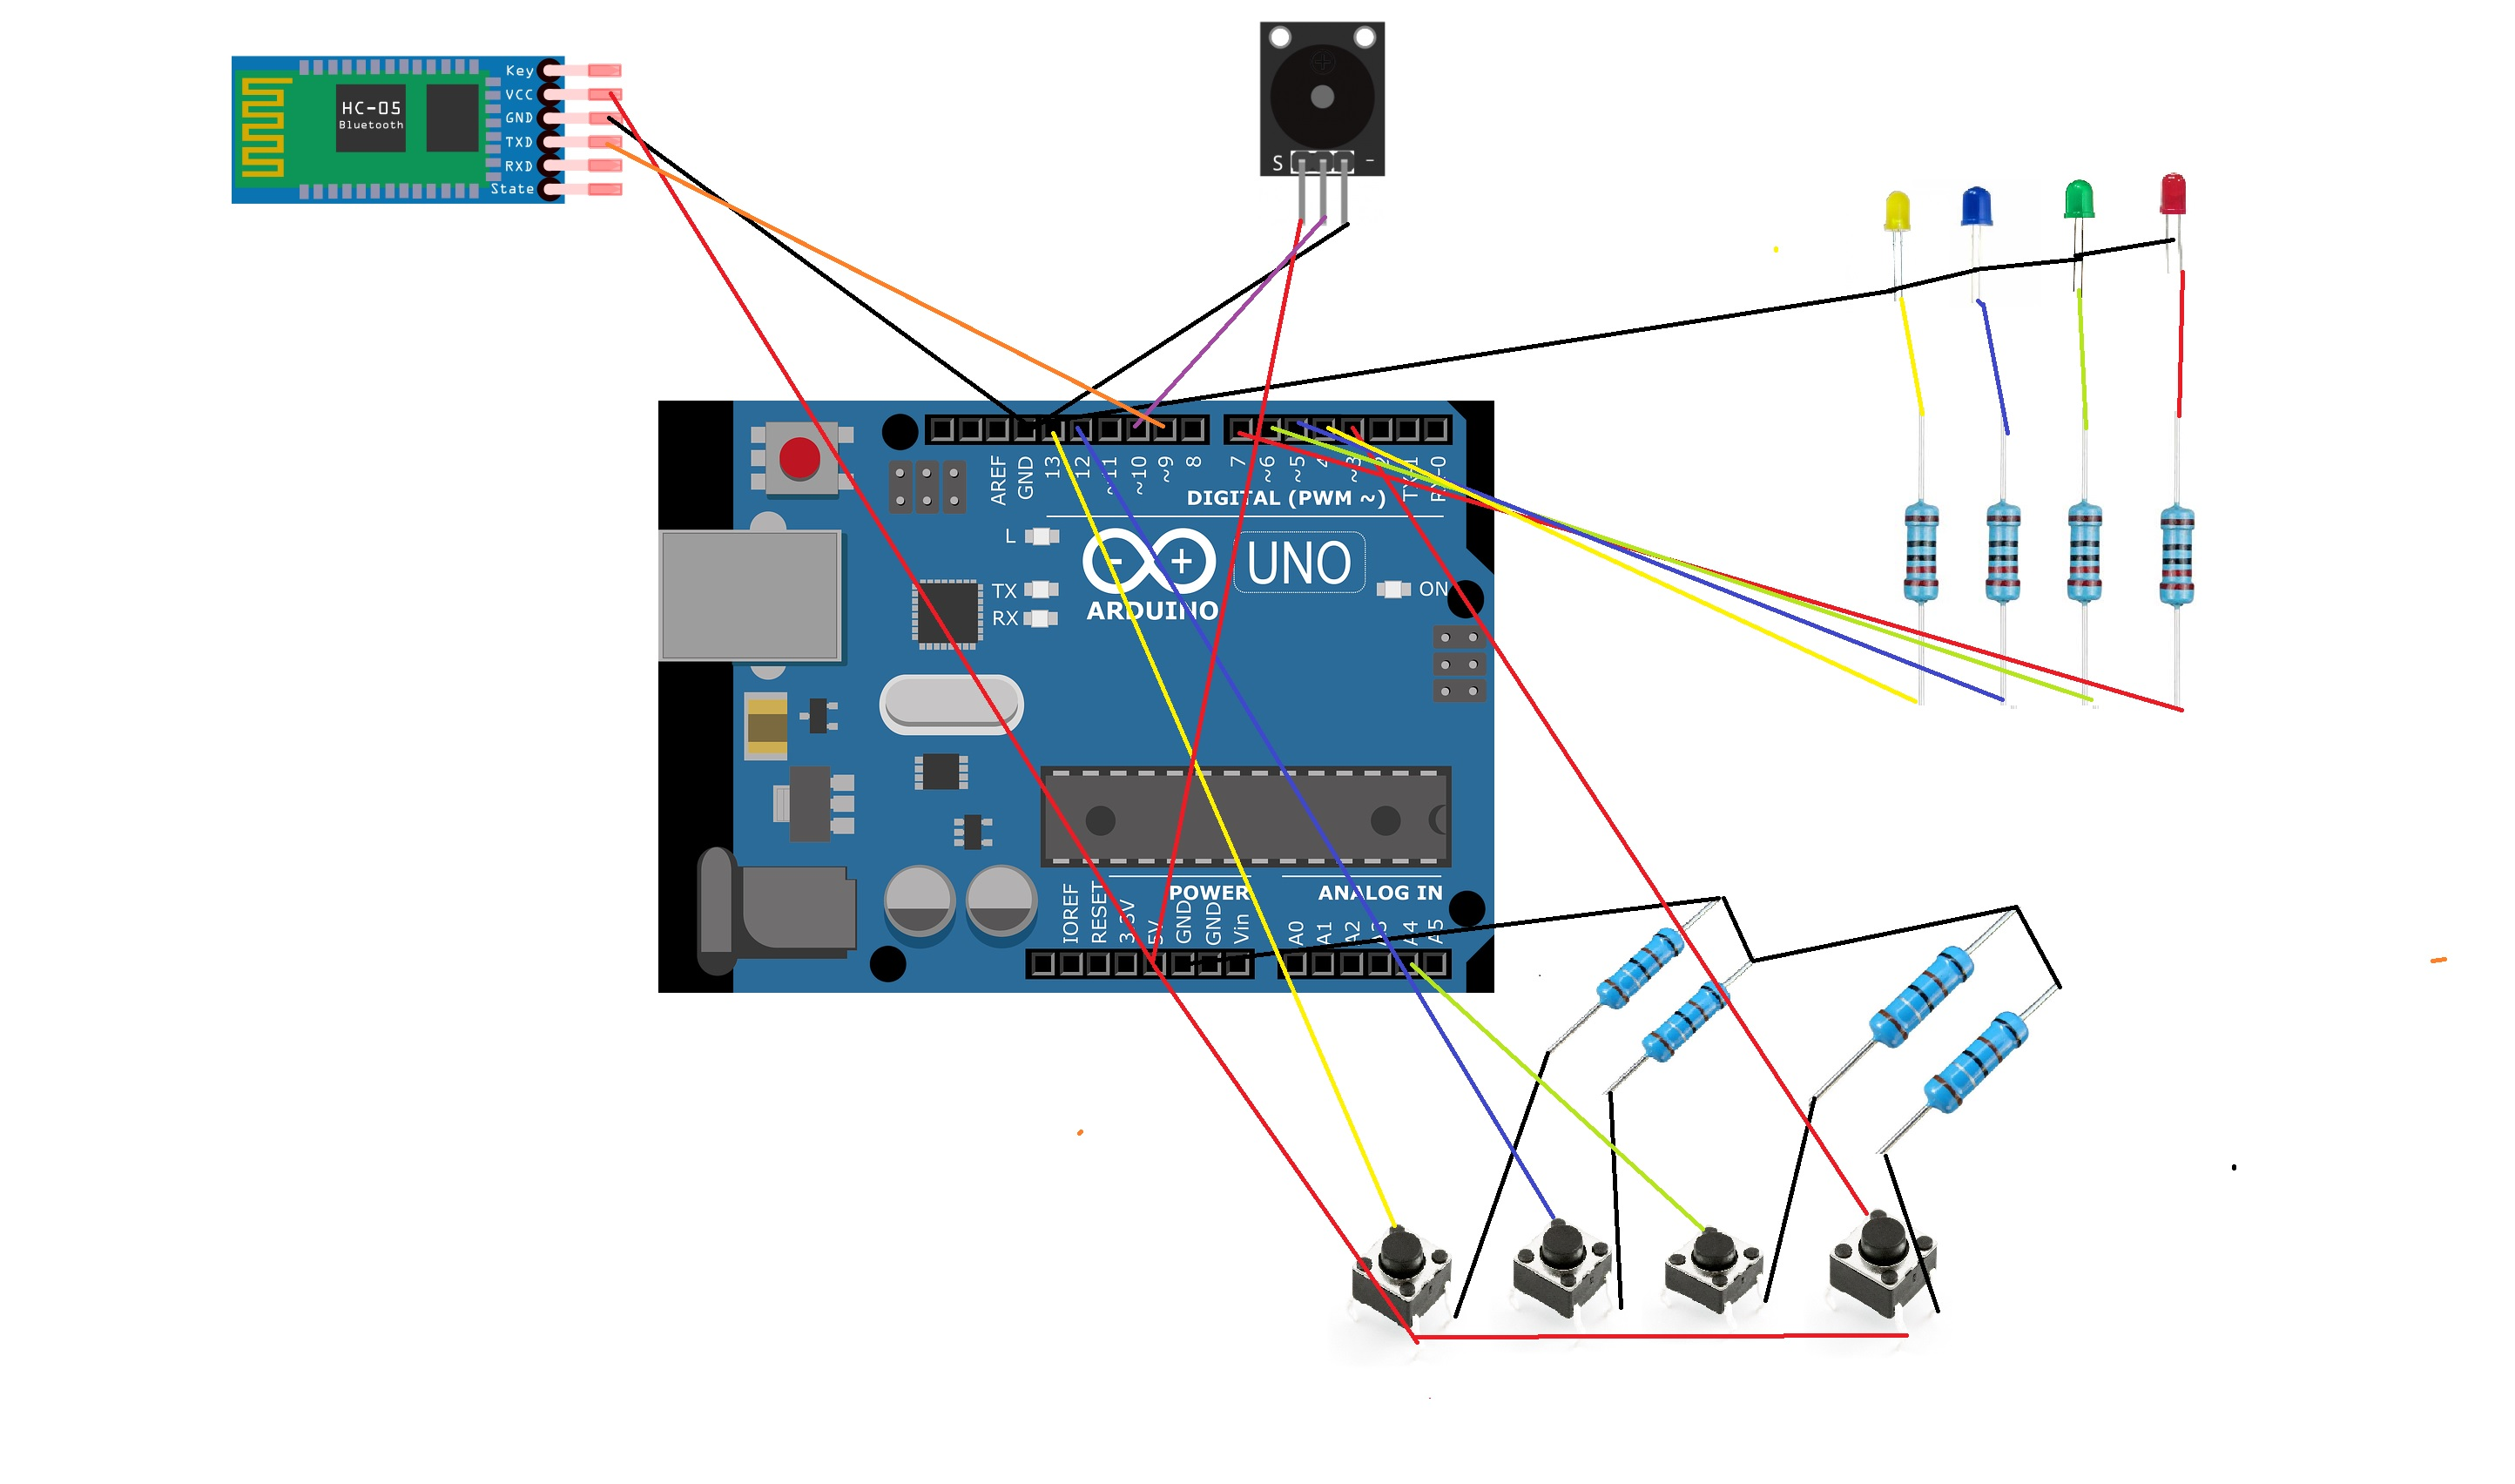 Key
VCC
GND
TXD
RXD
State
HC-05
Bluetooth
S
-
AREF
GND
13
12
~11
~10
~9
8
7
~6
~5
4
~3
2
TX-1
RX-0
DIGITAL (PWM ~)
L
TX
RX
- +
UNO
ARDUINO
ON
POWER
ANALOG IN
IOREF
RESET
3.3V
5V
GND
GND
Vin
A0
A1
A2
A3
A4
A5